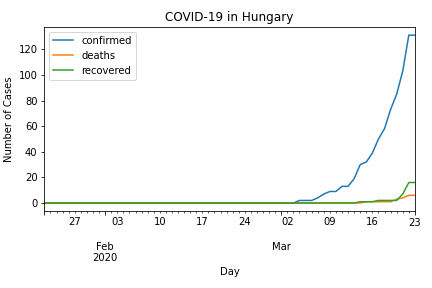 COVID-19 in Hungary
confirmed
deaths
recovered
Number of Cases
120
100
80
60
40
20
0
27 03 10 17 24 02 09 16 23
Feb Mar
2020
Day